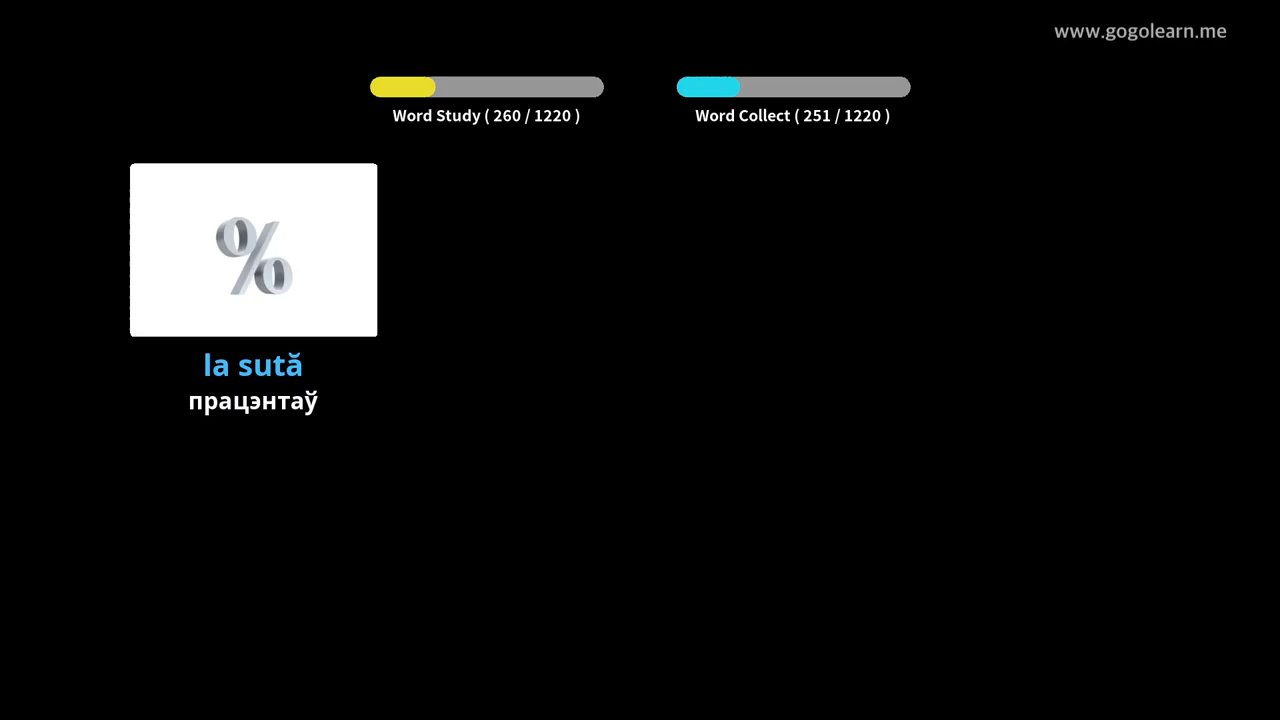 www.gogolearn.me
Word Study ( 260 / 1220 )
Word Collect ( 251 / 1220 )
%
la sută
працэнтаў